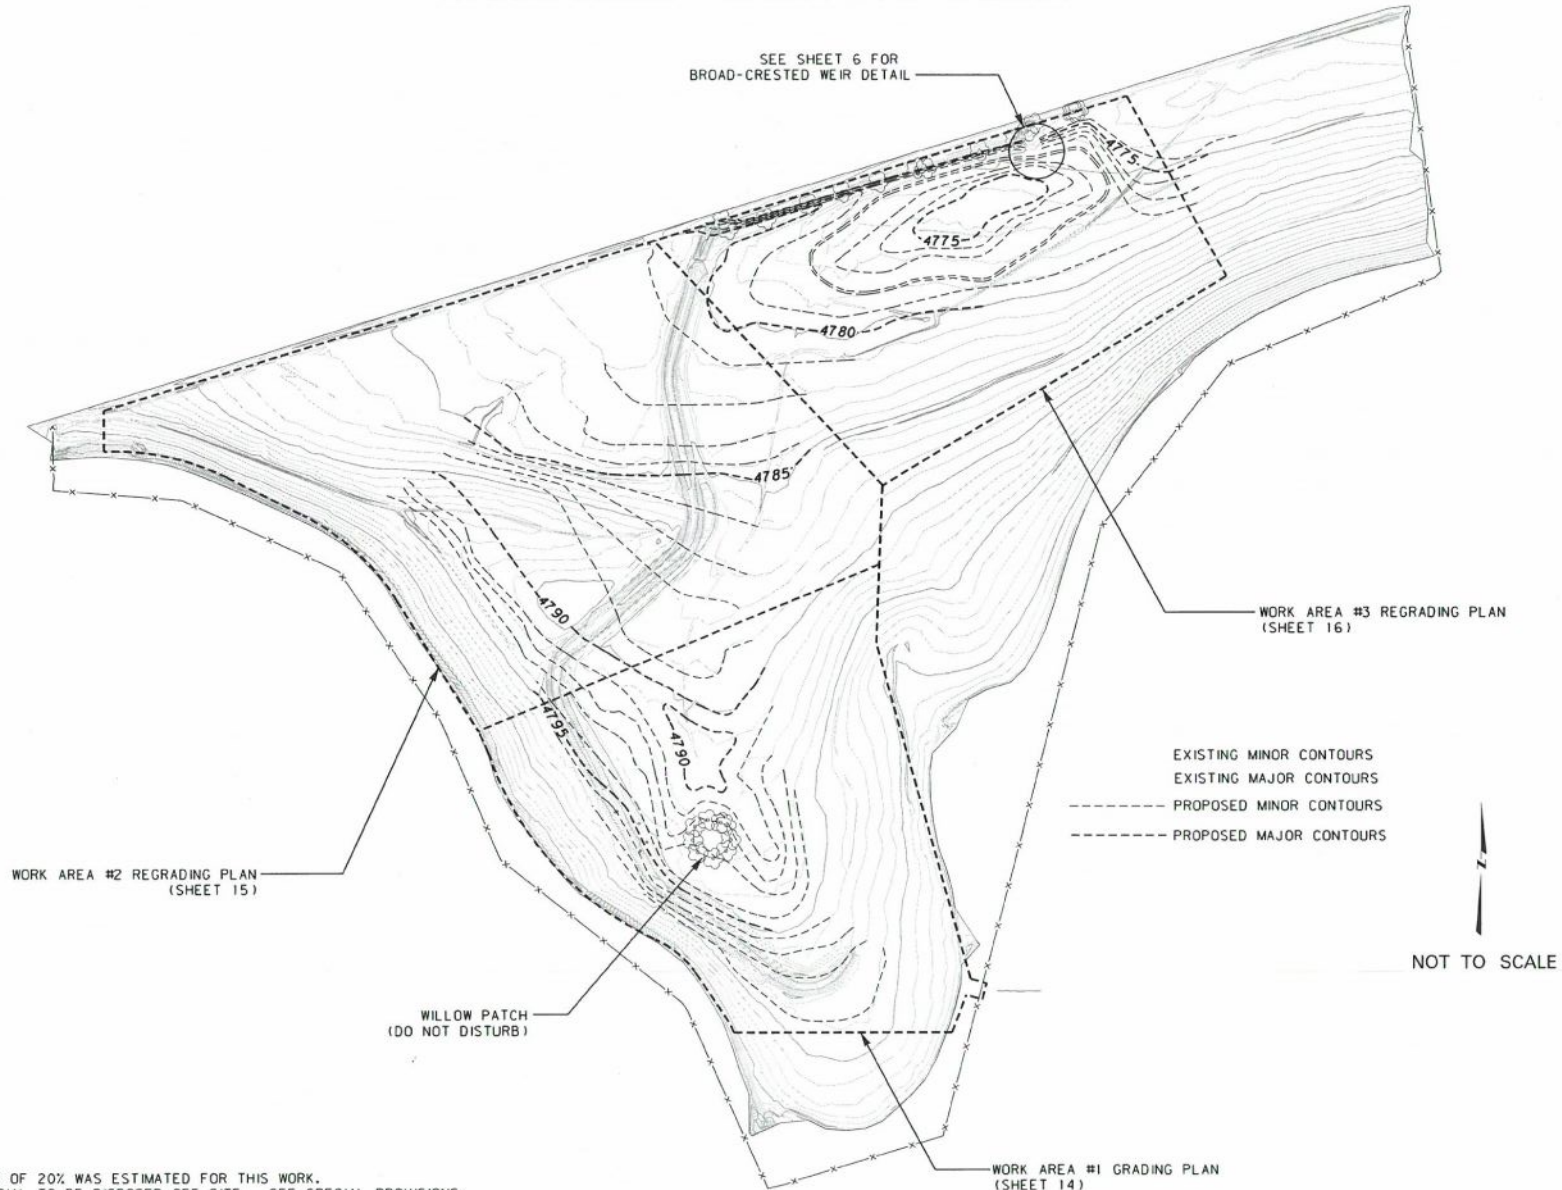 SEE SHEET 6 FOR
BROAD-CRESTED WEIR DETAIL
4775
4775
4780
4785
4790
4795
4790
WORK AREA #3 REGRADING PLAN
(SHEET 16)
EXISTING MINOR CONTOURS
EXISTING MAJOR CONTOURS
PROPOSED MINOR CONTOURS
PROPOSED MAJOR CONTOURS
WORK AREA #2 REGRADING PLAN
(SHEET 15)
N
NOT TO SCALE
WILLOW PATCH
(DO NOT DISTURB)
WORK AREA #1 GRADING PLAN
(SHEET 14)
OF 20% WAS ESTIMATED FOR THIS WORK.